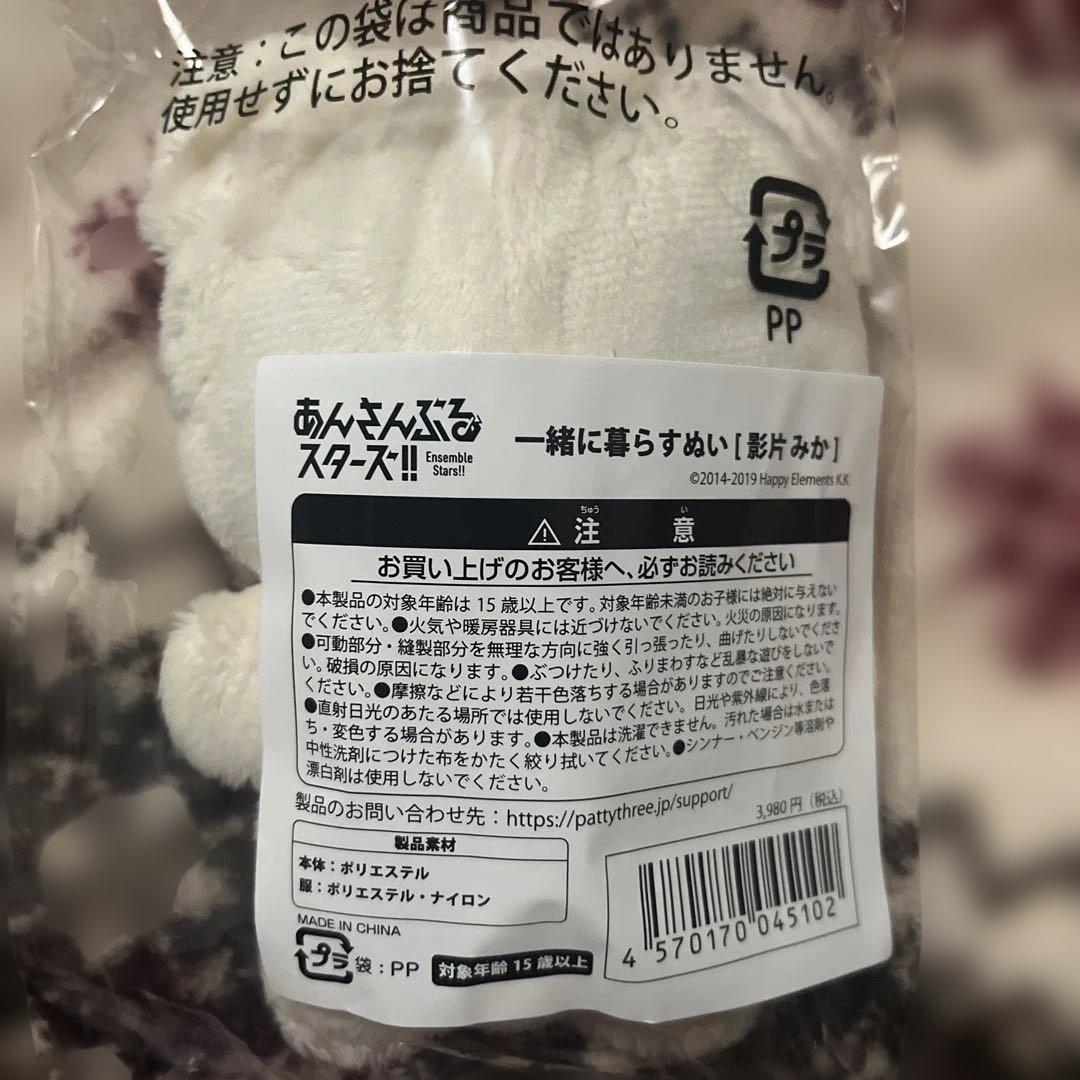 注意：この袋は商品ではありません。
使用せずにお捨てください。
プラ
PP
あんさんぶる
スターズ!!
Ensemble
Stars!!
一緒に暮らすぬい [ 影片 みか ]
©2014-2019 Happy Elements K.K
ちゅう い
注 意
お買い上げのお客様へ、必ずお読みください
●本製品の対象年齢は 15 歳以上です。対象年齢未満のお子様には絶対に与えない
でください。●火気や暖房器具には近づけないでください。火災の原因になります。
●可動部分・縫製部分を無理な方向に強く引っ張ったり、曲げたりしないでくださ
い。破損の原因になります。●ぶつけたり、ふりまわすなど乱暴な遊びをしないで
ください。●摩擦などにより若干色落ちする場合がありますのでご注意ください。
●直射日光のあたる場所では使用しないでください。日光や紫外線により、色落
ち・変色する場合があります。●本製品は洗濯できません。汚れた場合は水または
中性洗剤につけた布をかたく絞り拭いてください。●シンナー・ベンジン等溶剤や
漂白剤は使用しないでください。
製品のお問い合わせ先：https://pattythree.jp/support/
3,980 円（税込）
製品素材
本体：ポリエステル
服：ポリエステル・ナイロン
MADE IN CHINA
プラ 袋：PP
対象年齢 15 歳以上
4 570170 045102